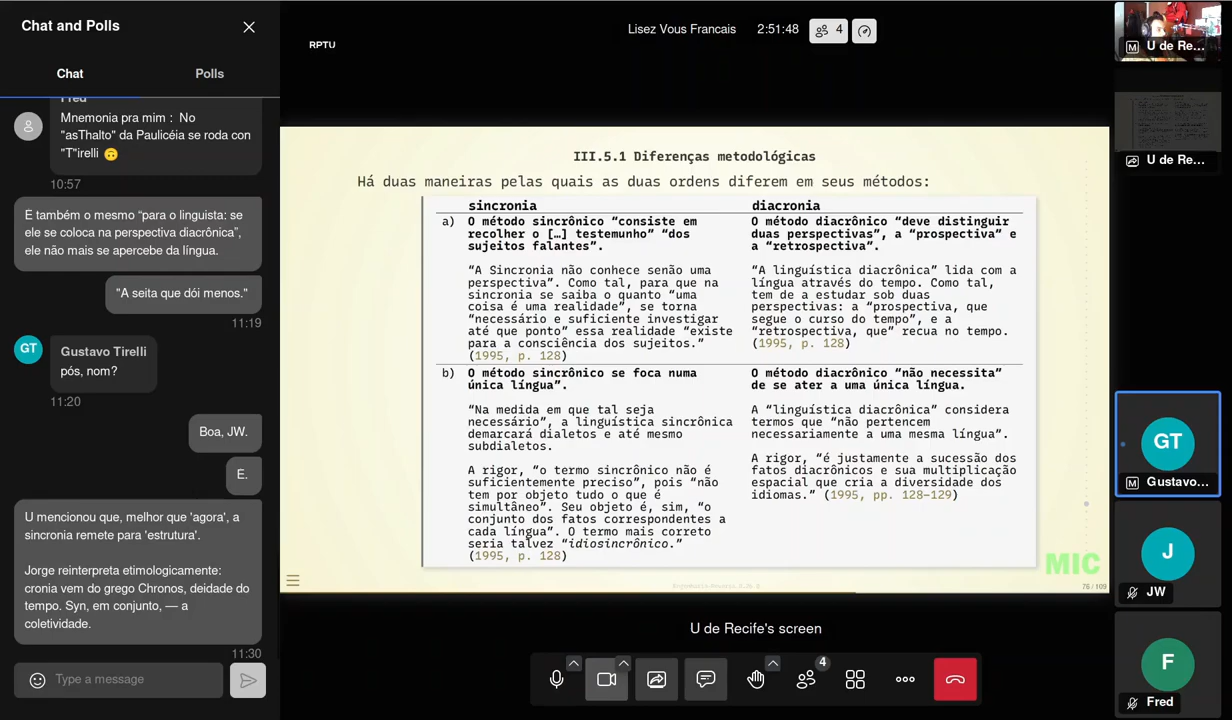 Chat and Polls
Chat
Polls
Fred
Mnemonia pra mim : No
"asThalto" da Paulicéia se roda con
"T"irelli 🙃
10:57
É também o mesmo “para o linguista: se
ele se coloca na perspectiva diacrônica”,
ele não mais se apercebe da língua.
"A seita que dói menos."
11:19
GT
Gustavo Tirelli
pós, nom?
11:20
Boa, JW.
E.
U mencionou que, melhor que 'agora', a
sincronia remete para 'estrutura'.
Jorge reinterpreta etimologicamente:
cronia vem do grego Chronos, deidade do
tempo. Syn, em conjunto, — a
coletividade.
11:30
Type a message
RPTU
Lisez Vous Francais
2:51:48
4
III.5.1 Diferenças metodológicas
Há duas maneiras pelas quais as duas ordens diferem em seus métodos:
sincronia
diacronia
a)
O método sincrônico “consiste em
recolher o […] testemunho” “dos
sujeitos falantes”.
“A Sincronia não conhece senão uma
perspectiva”. Como tal, para que na
sincronia se saiba o quanto “uma
coisa é uma realidade”, se torna
“necessário e suficiente investigar
até que ponto” essa realidade “existe
para a consciência dos sujeitos.”
(1995, p. 128)
O método diacrônico “deve distinguir
duas perspectivas”, a “prospectiva” e
a “retrospectiva”.
“A linguística diacrônica” lida com a
língua através do tempo. Como tal,
tem de a estudar sob duas
perspectivas: a “prospectiva, que
segue o curso do tempo”, e a
“retrospectiva, que” recua no tempo.
(1995, p. 128)
b)
O método sincrônico se foca numa
única língua”.
“Na medida em que tal seja
necessário”, a linguística sincrônica
demarcará dialetos e até mesmo
subdialetos.
A rigor, “o termo sincrônico não é
suficientemente preciso”, pois “não
tem por objeto tudo o que é
simultâneo”. Seu objeto é, sim, “o
conjunto dos fatos correspondentes a
cada língua”. O termo mais correto
seria talvez “idiosincrônico.”
(1995, p. 128)
O método diacrônico “não necessita”
de se ater a uma única língua.
A “linguística diacrônica” considera
termos que “não pertencem
necessariamente a uma mesma língua”.
A rigor, “é justamente a sucessão dos
fatos diacrônicos e sua multiplicação
espacial que cria a diversidade dos
idiomas.” (1995, pp. 128–129)
MIC
76 / 109
U de Recife's screen
4
U de Re...
U de Re...
GT
Gustavo...
J
JW
F
Fred